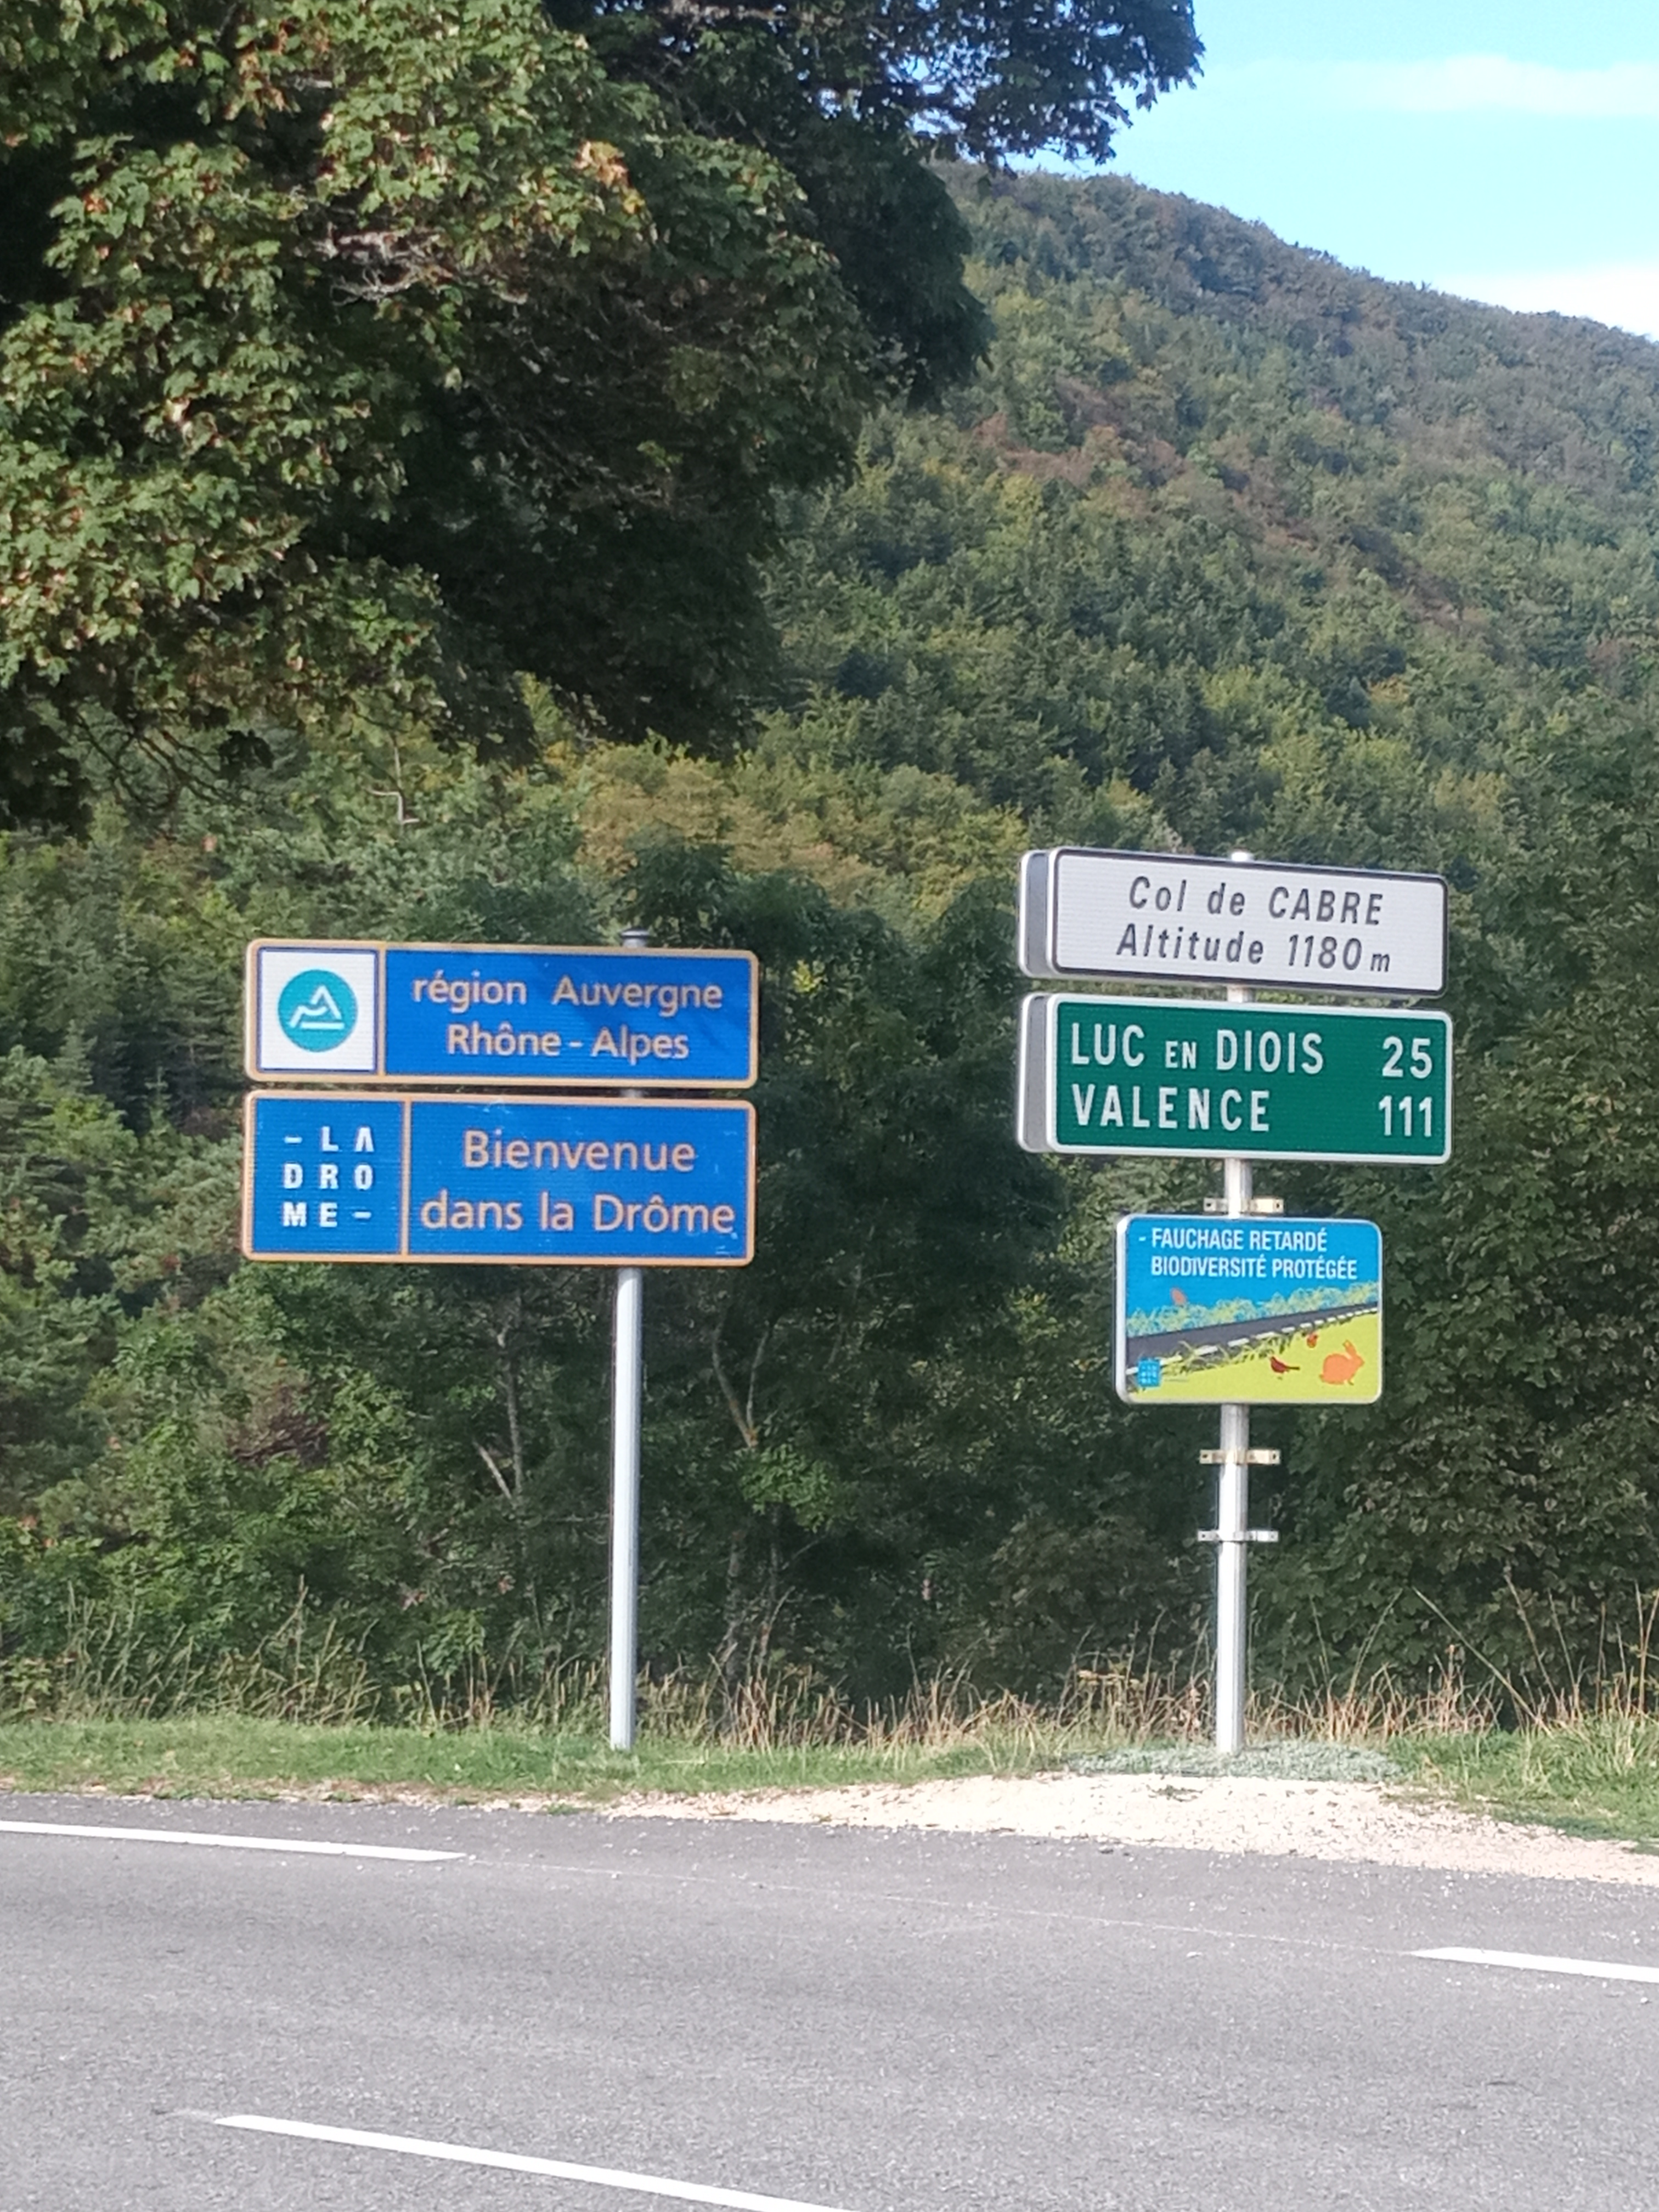 région Auvergne
Rhône-Alpes
- LA
DRO
ME -
Bienvenue
dans la Drôme
Col de CABRE
Altitude 1180 m
LUC EN DIOIS 25
VALENCE 111
- FAUCHAGE RETARDÉ
BIODIVERSITÉ PROTÉGÉE